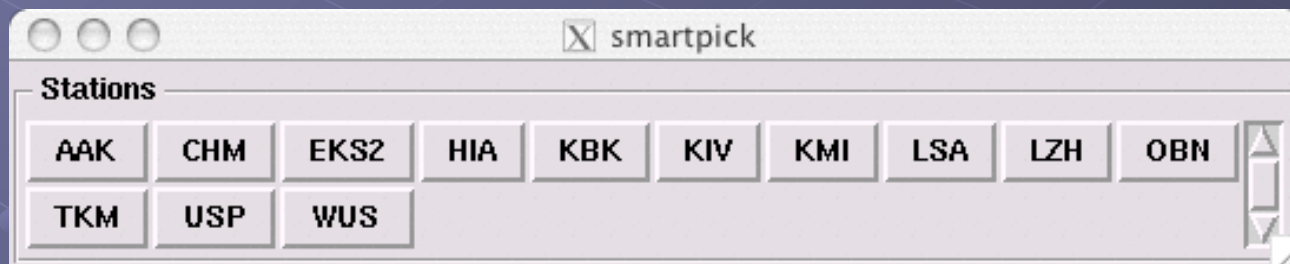 smartpick
Stations
AAK CHM EKS2 HIA KBK KIV KMI LSA LZH OBN
TKM USP WUS